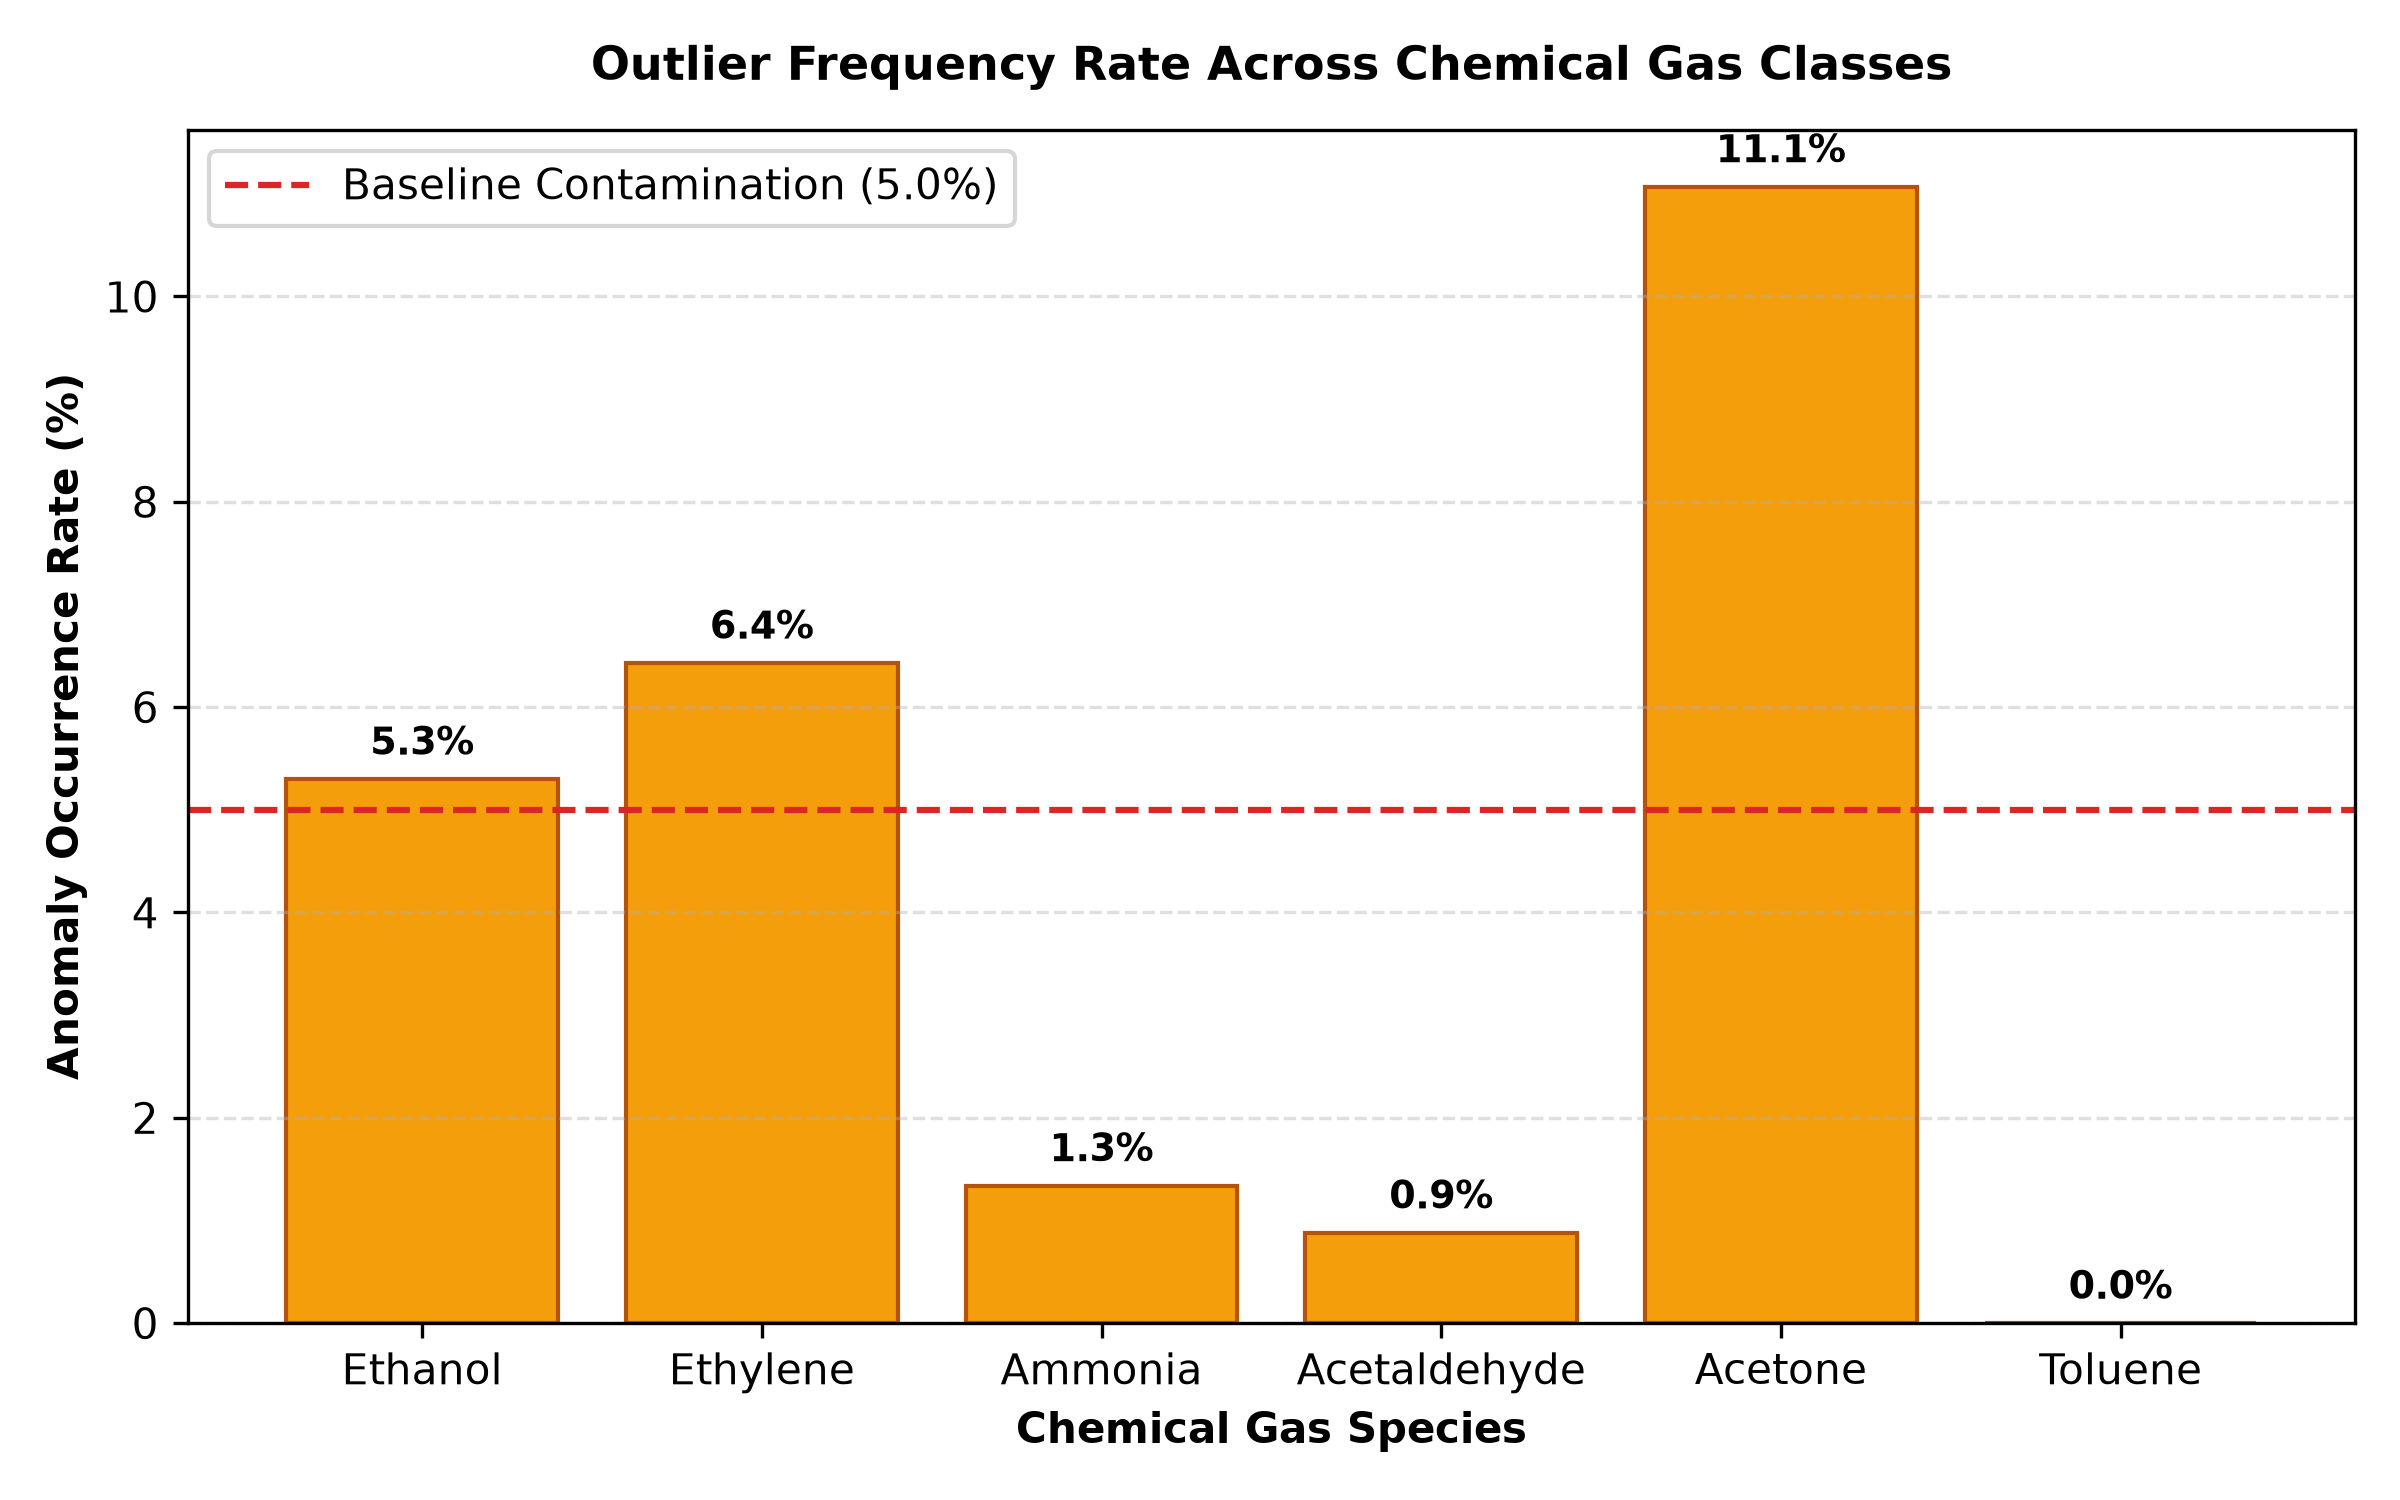 Outlier Frequency Rate Across Chemical Gas Classes
Baseline Contamination (5.0%)
Anomaly Occurrence Rate (%)
10
8
6
4
2
0
5.3%
6.4%
1.3%
0.9%
11.1%
0.0%
Ethanol
Ethylene
Ammonia
Acetaldehyde
Acetone
Toluene
Chemical Gas Species